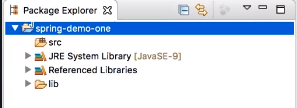 Package Explorer
spring-demo-one
src
JRE System Library [JavaSE-9]
Referenced Libraries
lib